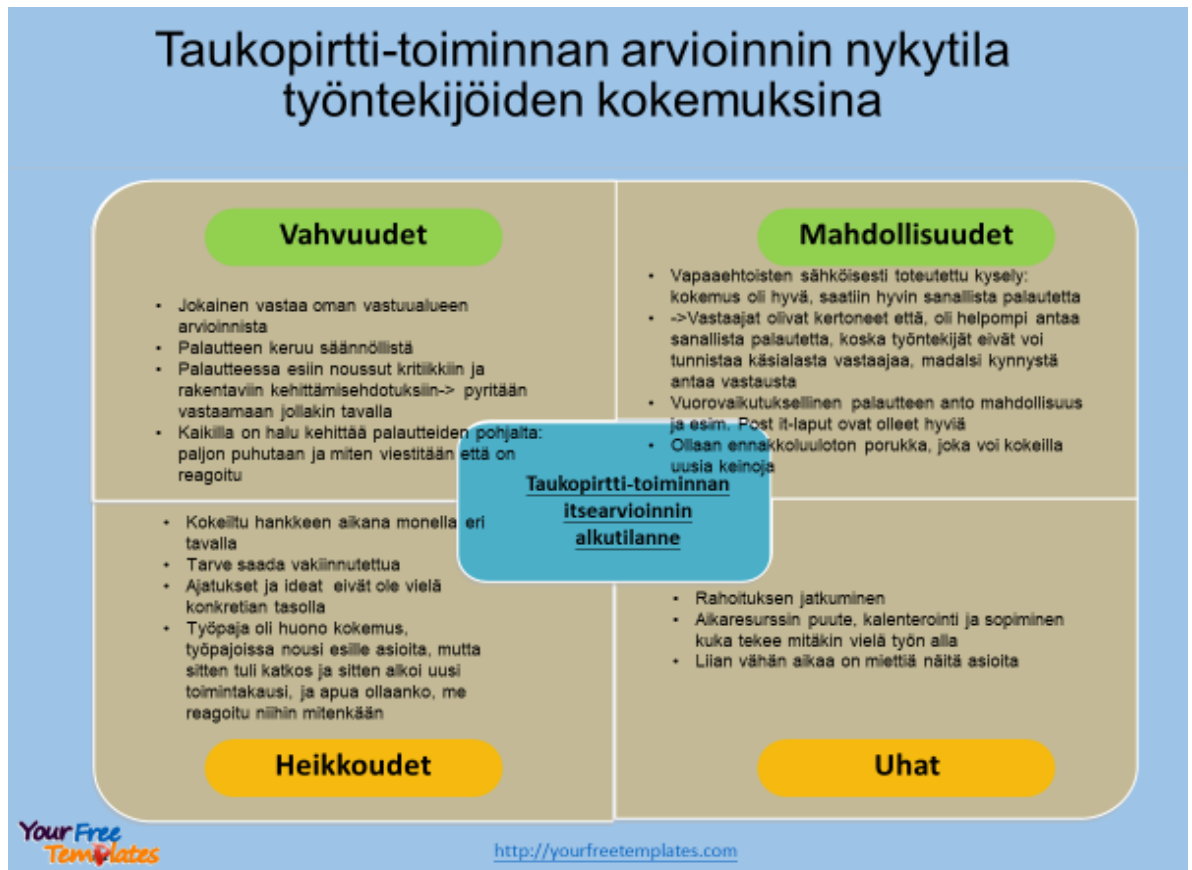 Taukopirtti-toiminnan arvioinnin nykytila
työntekijöiden kokemuksina
Vahvuudet
• Jokainen vastaa oman vastuualueen
arvioinnista
• Palautteen keruu säännöllistä
• Palautteessa esiin noussut kritiikkiin ja
rakentaviin kehittämisehdotuksiin-> pyritään
vastaamaan jollakin tavalla
• Kaikilla on halu kehittää palautteiden pohjalta:
paljon puhutaan ja miten viestitään että on
reagoitu
Mahdollisuudet
• Vapaaehtoisten sähköisesti toteutettu kysely:
kokemus oli hyvä, saatiin hyvin sanallista palautetta
• ->Vastaajat olivat kertoneet että, oli helpompi antaa
sanallista palautetta, koska työntekijät eivät voi
tunnistaa käsialasta vastaajaa, madalsi kynnystä
antaa vastausta
• Vuorovaikutuksellinen palautteen anto mahdollisuus
ja esim. Post it-laput ovat olleet hyviä
• Ollaan ennakkoluuloton porukka, joka voi kokeilla
uusia keinoja
Taukopirtti-toiminnan
itsearvioinnin
alkutilanne
• Kokeiltu hankkeen aikana monella eri
tavalla
• Tarve saada vakiinnutettua
• Ajatukset ja ideat eivät ole vielä
konkretian tasolla
• Työpaja oli huono kokemus,
työpajoissa nousi esille asioita, mutta
sitten tuli katkos ja sitten alkoi uusi
toimintakausi, ja apua ollaanko, me
reagoitu niihin mitenkään
Heikkoudet
• Rahoituksen jatkuminen
• Aikaresurssin puute, kalenterointi ja sopiminen
kuka tekee mitäkin vielä työn alla
• Liian vähän aikaa on miettiä näitä asioita
Uhat
Your Free
Templates
http://yourfreetemplates.com